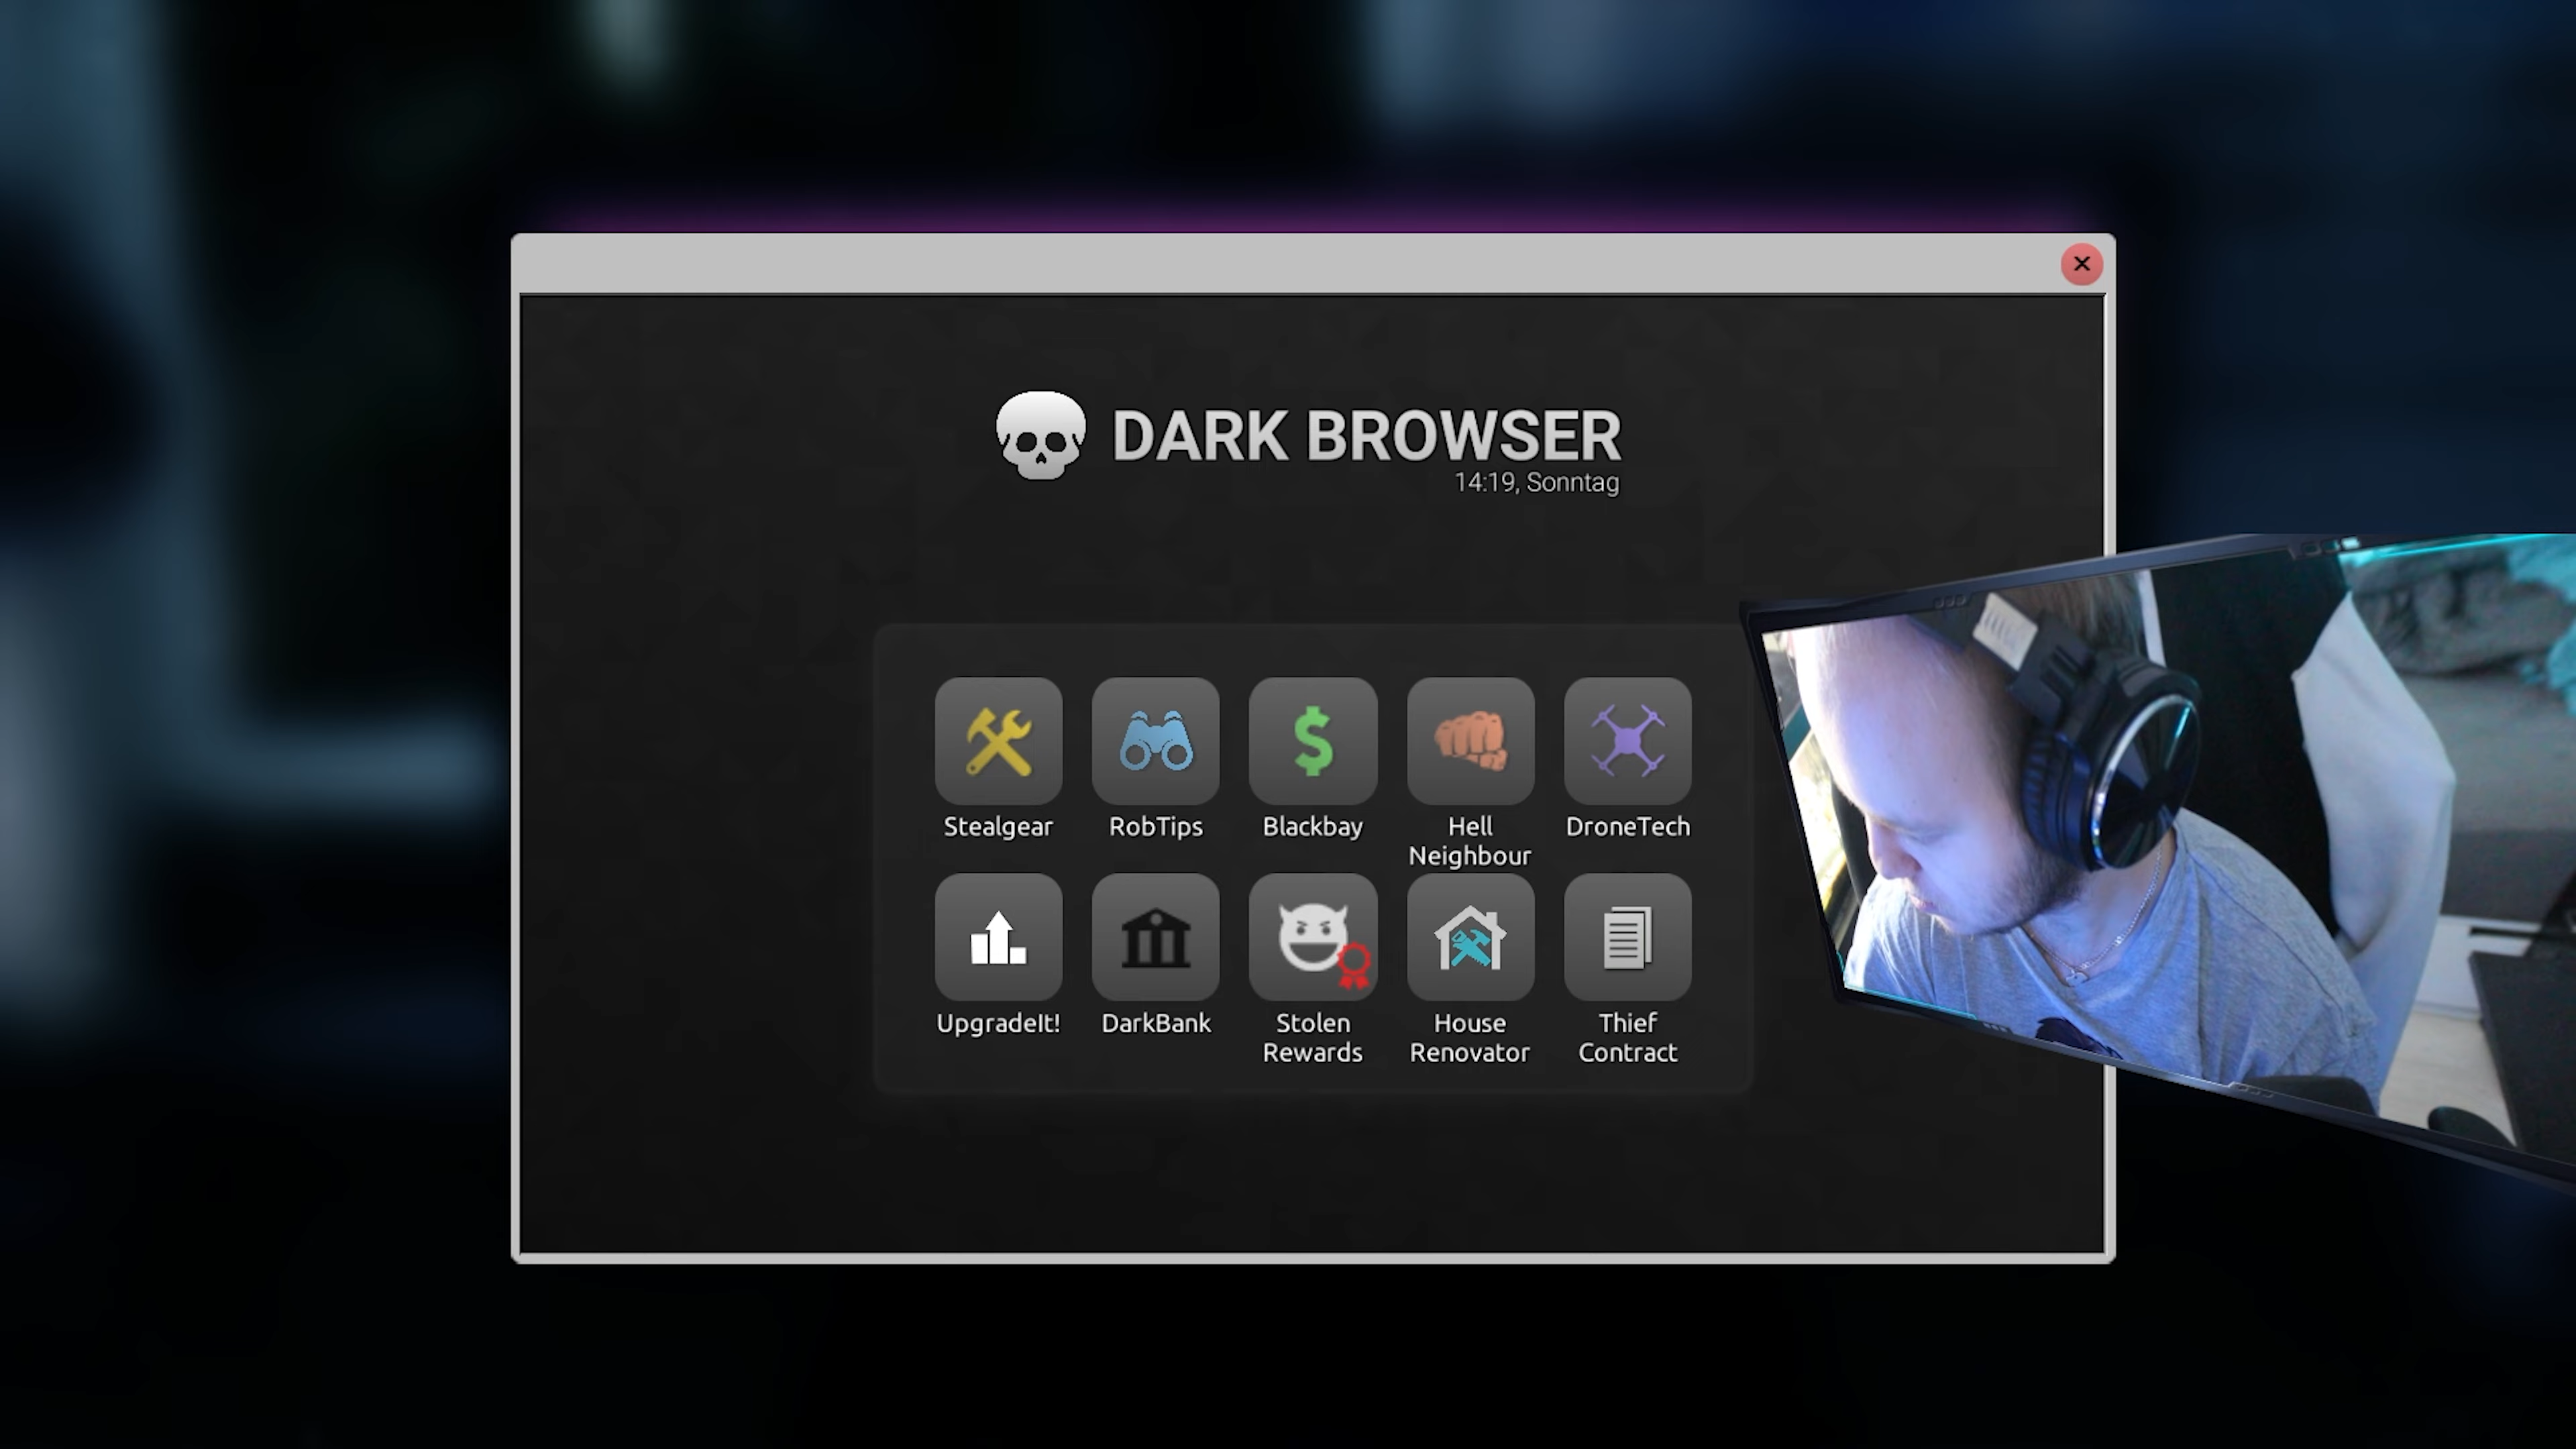 DARK BROWSER
14:19, Sonntag
Stealgear
RobTips
Blackbay
Hell
Neighbour
DroneTech
UpgradeIt!
DarkBank
Stolen
Rewards
House
Renovator
Thief
Contract